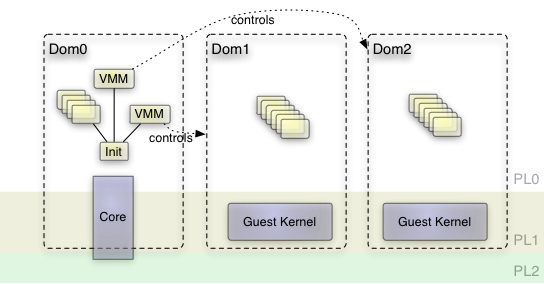 controls
Dom0
Dom1
Dom2
VMM
VMM
controls
Init
PL0
Core
Guest Kernel
Guest Kernel
PL1
PL2